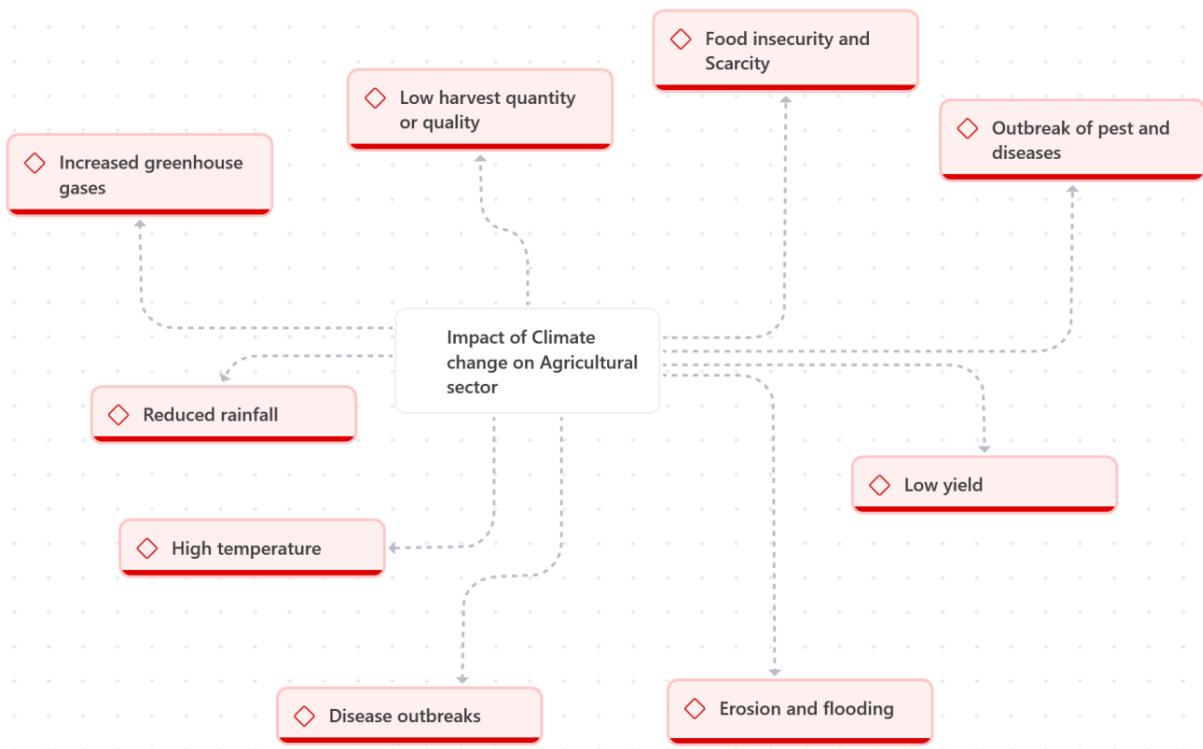 Food insecurity and
Scarcity
Low harvest quantity
or quality
Outbreak of pest and
diseases
Increased greenhouse
gases
Impact of Climate
change on Agricultural
sector
Reduced rainfall
Low yield
High temperature
Disease outbreaks
Erosion and flooding